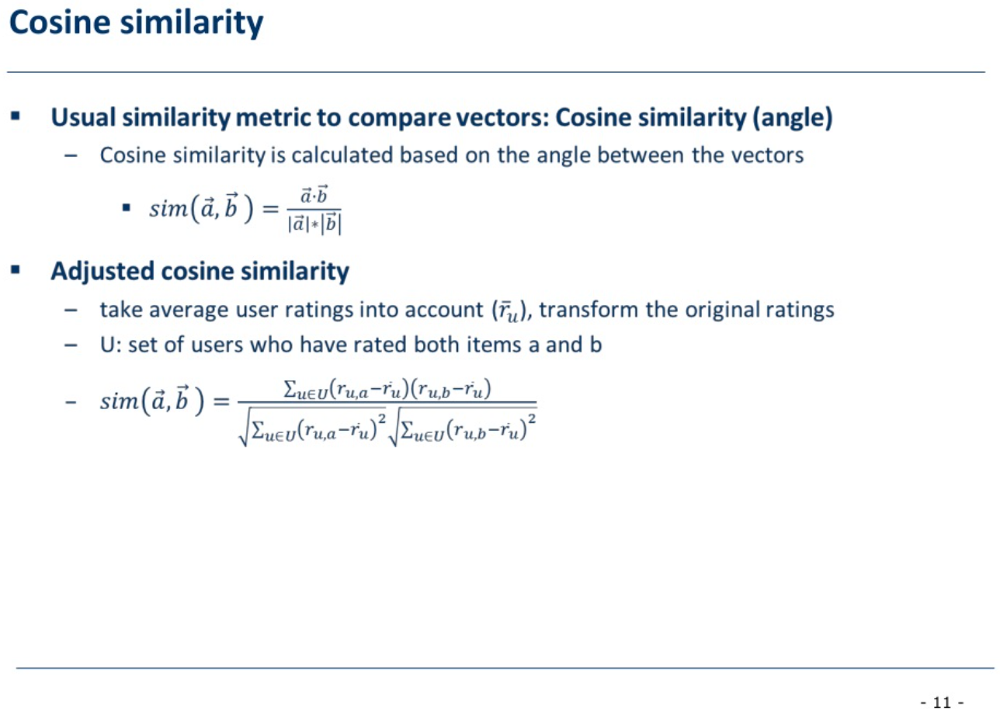 Cosine similarity
▪ Usual similarity metric to compare vectors: Cosine similarity (angle)
– Cosine similarity is calculated based on the angle between the vectors
▪ $sim(\vec{a}, \vec{b}) = \frac{\vec{a} \cdot \vec{b}}{|\vec{a}| * |\vec{b}|}$
▪ Adjusted cosine similarity
– take average user ratings into account ($\bar{r}_u$), transform the original ratings
– U: set of users who have rated both items a and b
– $sim(\vec{a}, \vec{b}) = \frac{\sum_{u \in U} (r_{u,a} - \dot{r_u})(r_{u,b} - \dot{r_u})}{\sqrt{\sum_{u \in U} (r_{u,a} - \dot{r_u})^2} \sqrt{\sum_{u \in U} (r_{u,b} - \dot{r_u})^2}}$
- 11 -